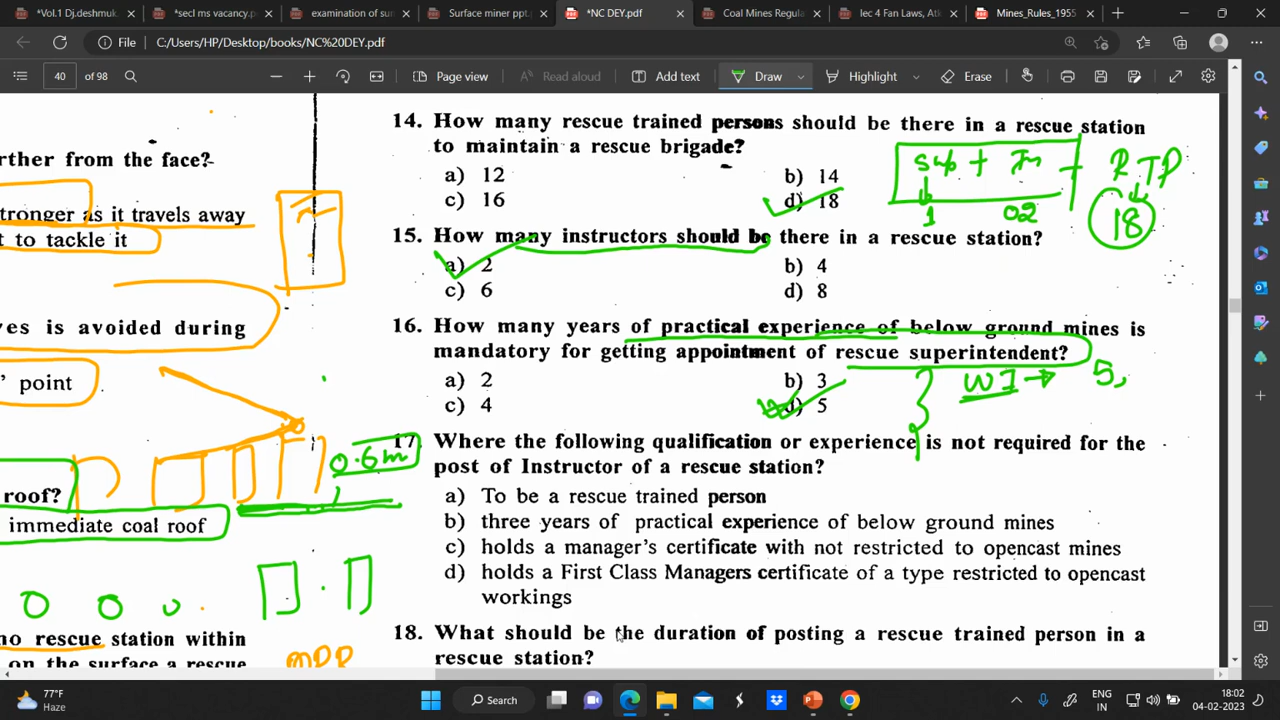 *Vol.1 Dj.deshmuk
*secl ms vacancy.p
examination of sur
Surface miner ppt.
*NC DEY.pdf
Coal Mines Regula
lec 4 Fan Laws, At
Mines_Rules_1955
File
C:/Users/HP/Desktop/books/NC%20DEY.pdf
40 of 98
Page view
Read aloud
Add text
Draw
Highlight
Erase
rther from the face?
tronger as it travels away
t to tackle it
ves is avoided during
' point
roof?
immediate coal roof
no rescue station within
on the surface a rescue
0.6m
14. How many rescue trained persons should be there in a rescue station
to maintain a rescue brigade?
a) 12
b) 14
c) 16
d) 18
Sup + In + RTP
1 02 18
15. How many instructors should be there in a rescue station?
a) 2
b) 4
c) 6
d) 8
16. How many years of practical experience of below ground mines is
mandatory for getting appointment of rescue superintendent?
a) 2
b) 3
c) 4
d) 5
5,
17. Where the following qualification or experience is not required for the
post of Instructor of a rescue station?
a) To be a rescue trained person
b) three years of practical experience of below ground mines
c) holds a manager's certificate with not restricted to opencast mines
d) holds a First Class Managers certificate of a type restricted to opencast
workings
18. What should be the duration of posting a rescue trained person in a
rescue station?
77°F
Haze
Search
ENG
IN
18:02
04-02-2023